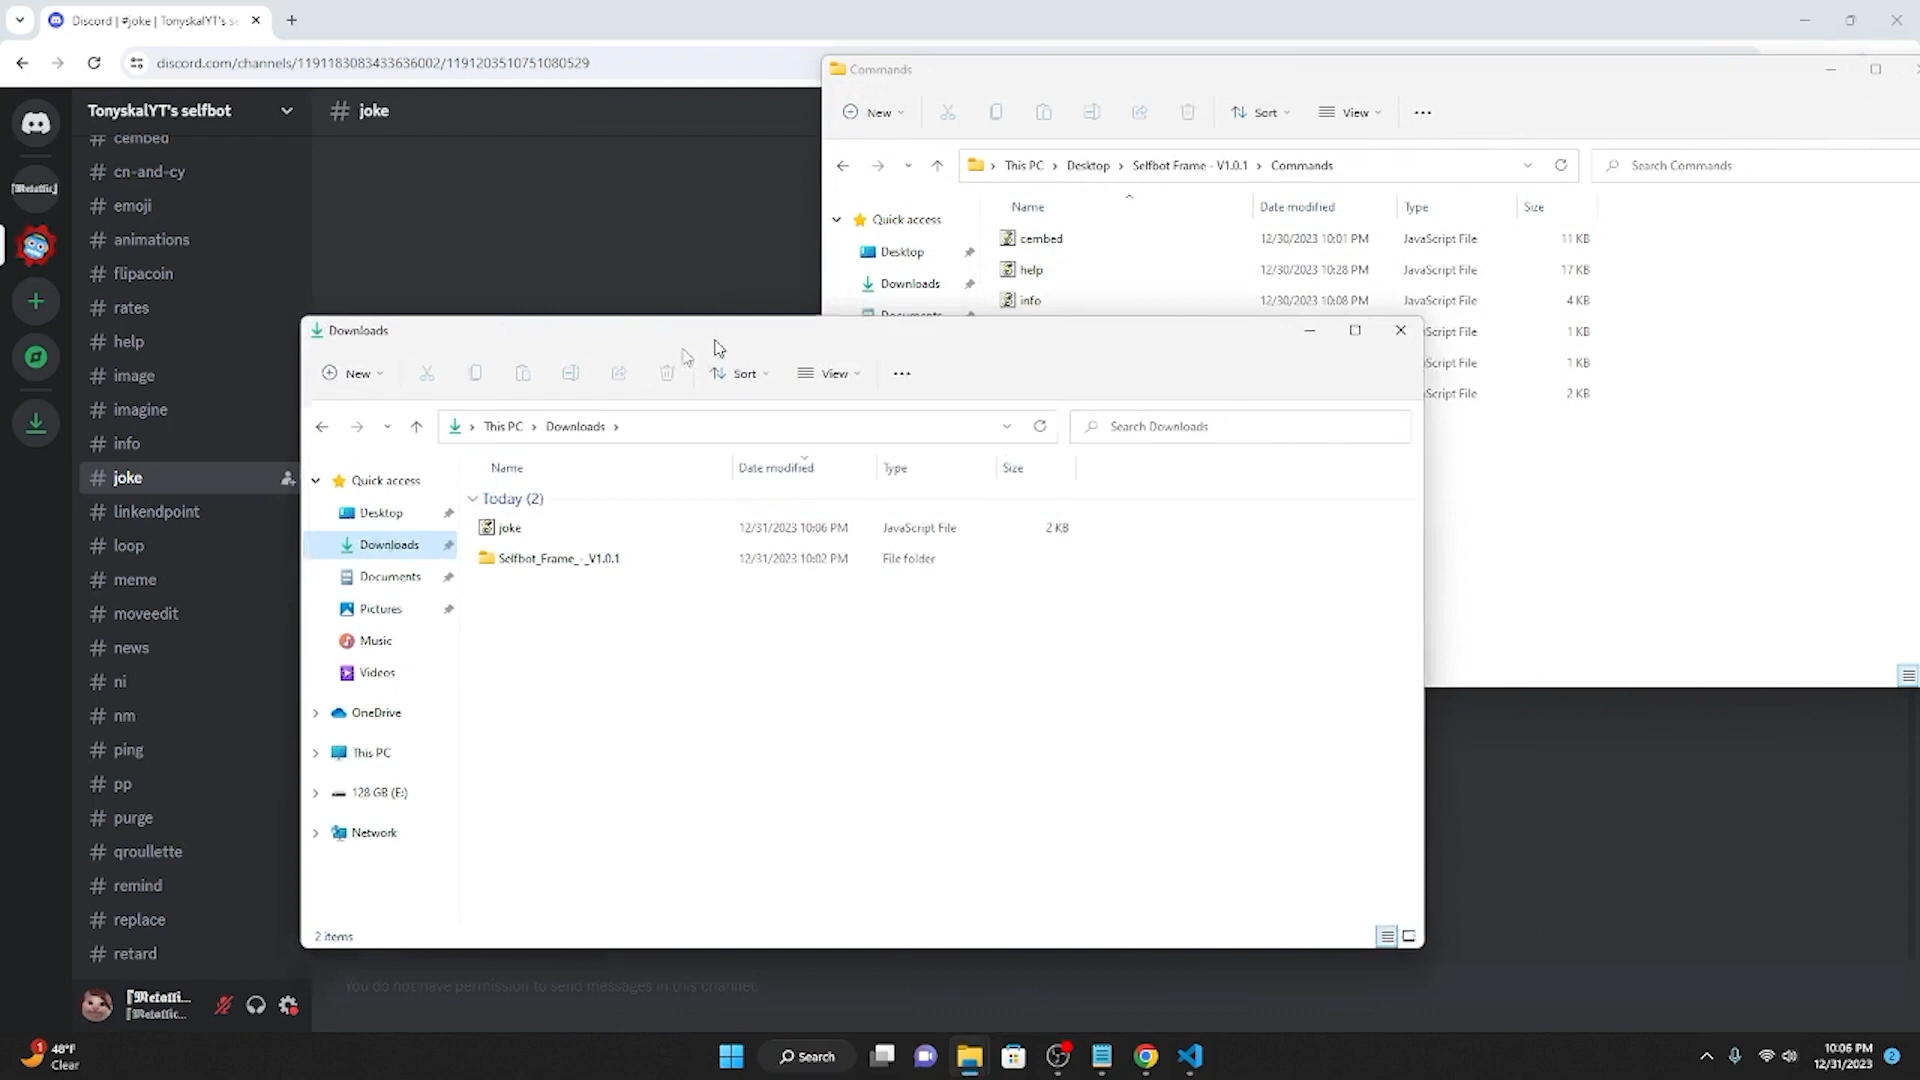 Discord | #joke | TonyskalYT's se
discord.com/channels/1191183083433636002/1191203510751080529
TonyskalYT's selfbot
joke
cembed
cn-and-cy
emoji
animations
flipacoin
rates
help
image
imagine
info
joke
linkendpoint
loop
meme
moveedit
news
ni
nm
ping
pp
purge
qroullette
remind
replace
retard
Commands
New
Sort
View
This PC > Desktop > Selfbot Frame - V1.0.1 > Commands
Search Commands
Name Date modified Type Size
Quick access
Desktop
Downloads
Documents
cembed 12/30/2023 10:01 PM JavaScript File 11 KB
help 12/30/2023 10:28 PM JavaScript File 17 KB
info 12/30/2023 10:08 PM JavaScript File 4 KB
Script File 1 KB
Script File 1 KB
Script File 2 KB
Downloads
New
Sort
View
This PC > Downloads >
Search Downloads
Name Date modified Type Size
Quick access
Desktop
Downloads
Documents
Pictures
Music
Videos
OneDrive
This PC
128 GB (E:)
Network
Today (2)
joke 12/31/2023 10:06 PM JavaScript File 2 KB
Selfbot_Frame_-_V1.0.1 12/31/2023 10:02 PM File folder
2 items
You do not have permission to send messages in this channel.
1
48°F
Clear
Search
10:06 PM
12/31/2023
2